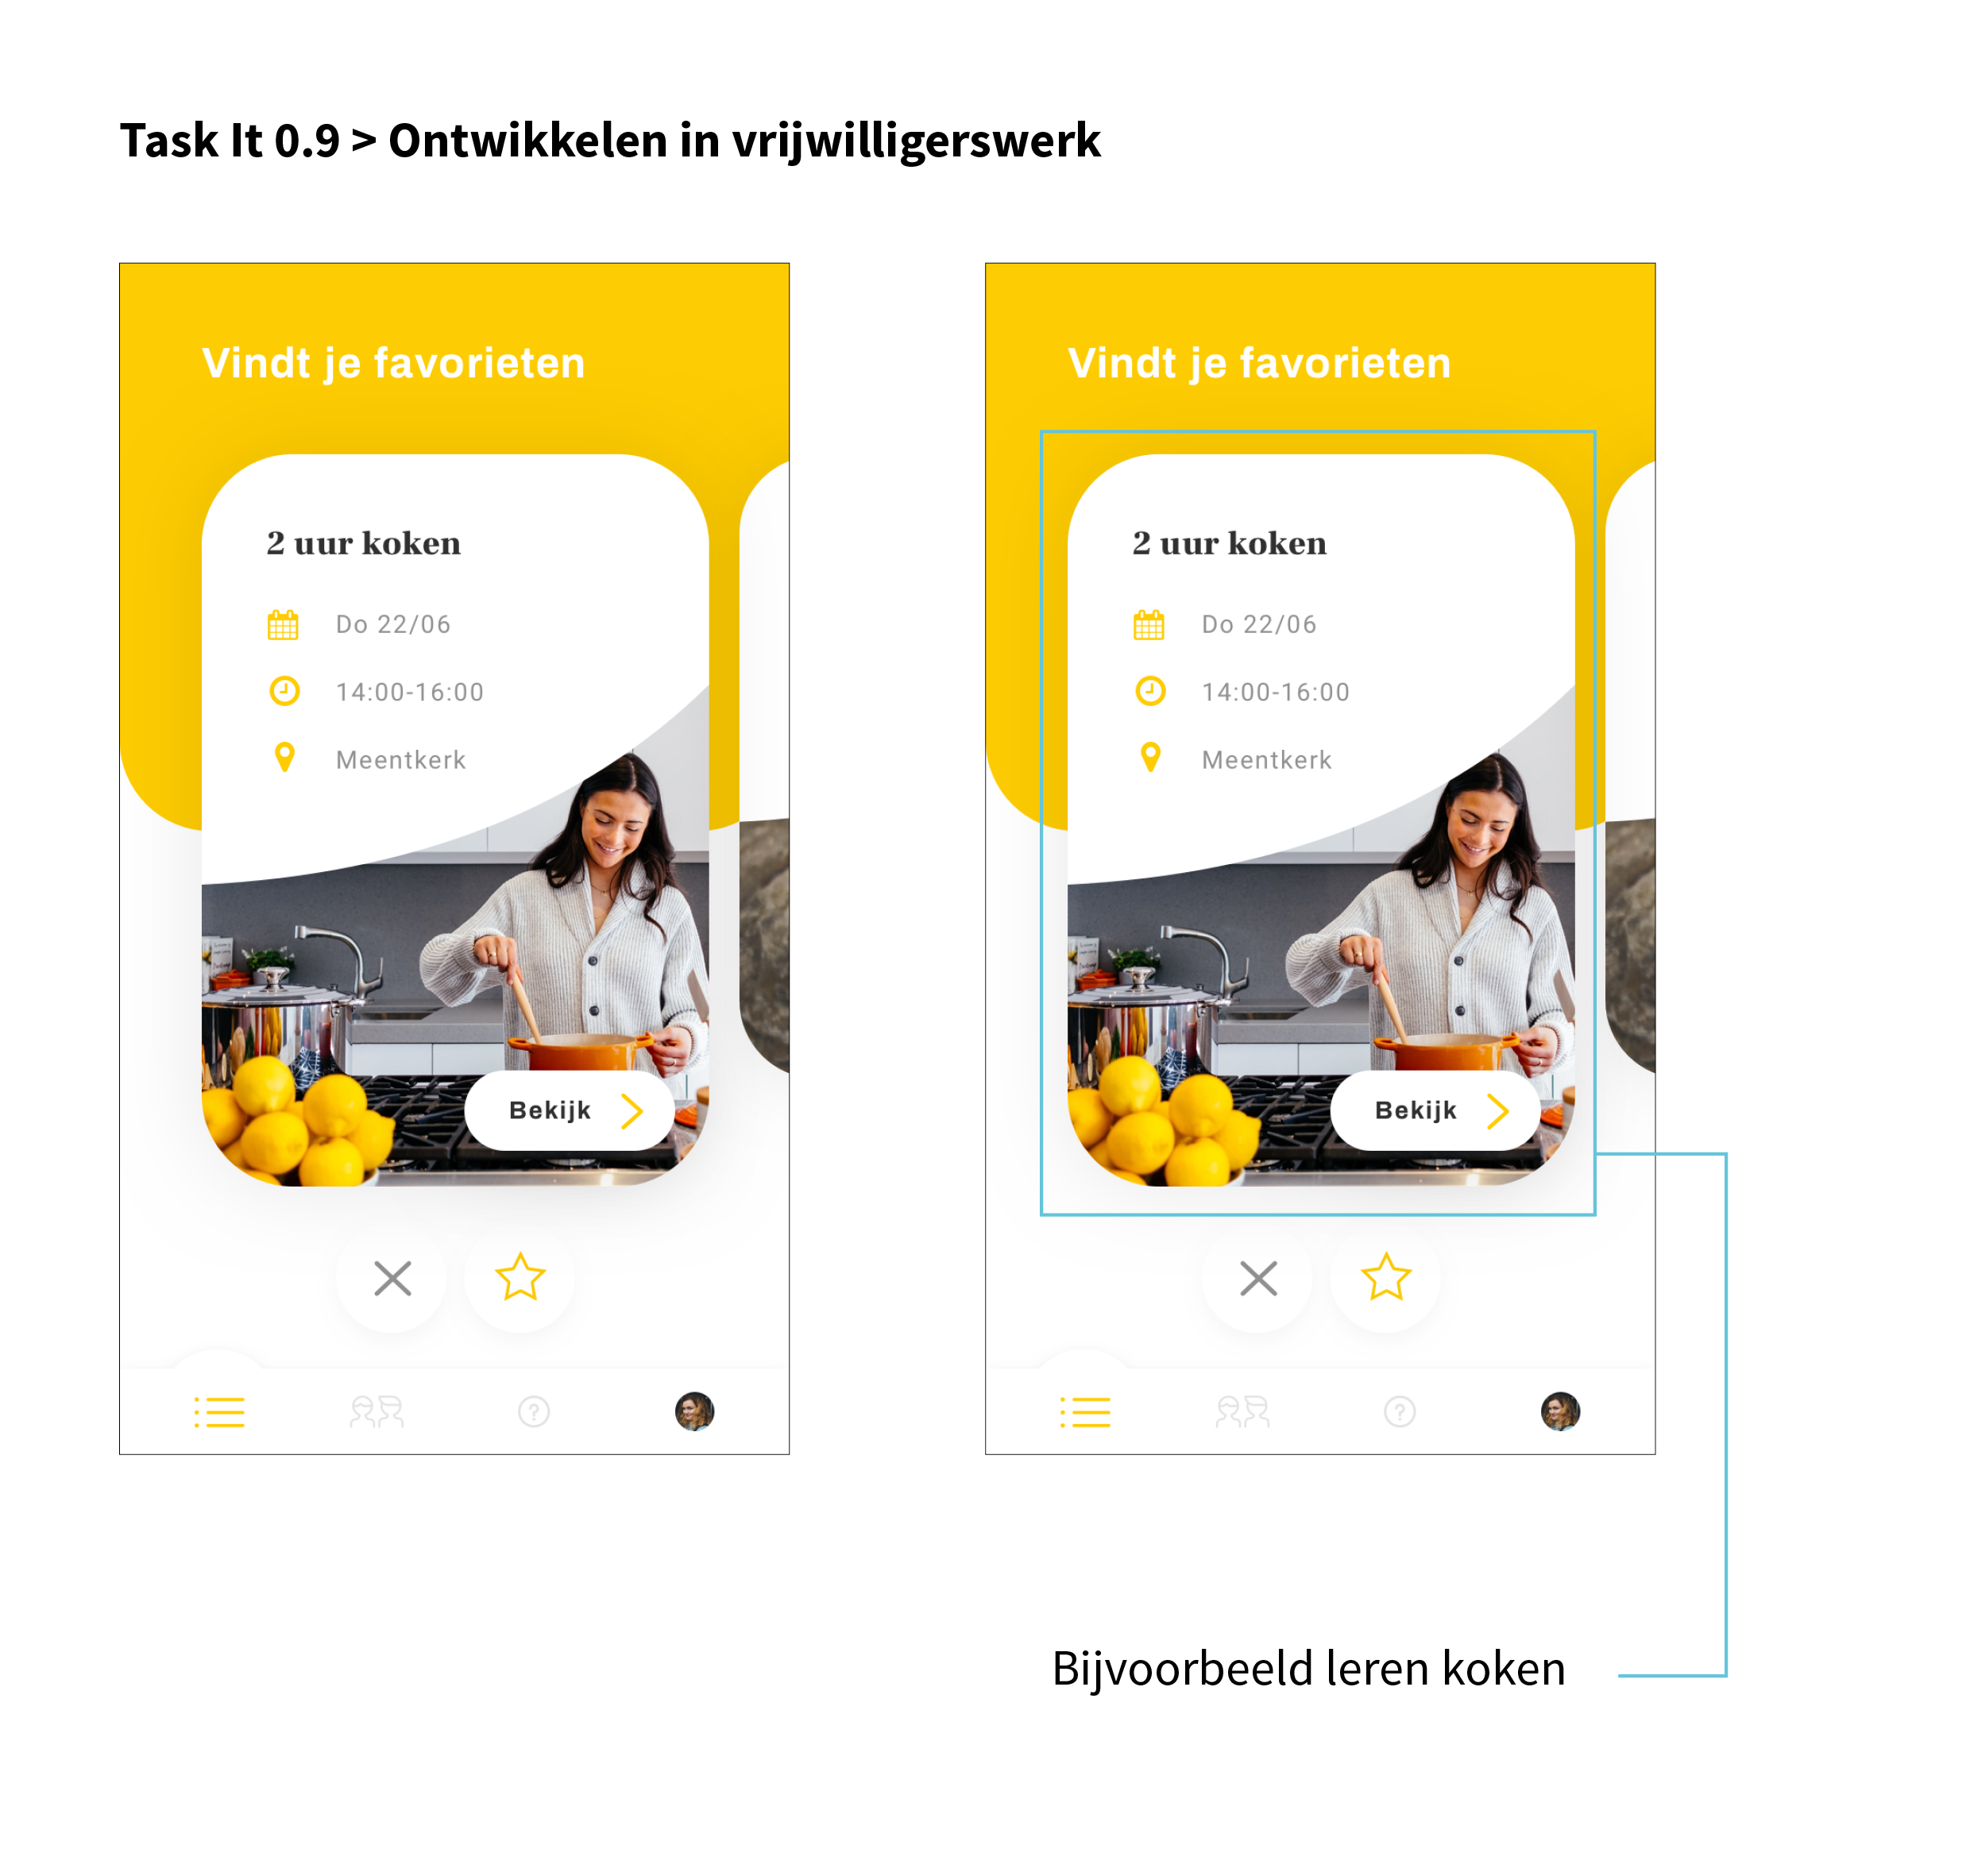 Task It 0.9 > Ontwikkelen in vrijwilligerswerk
Vindt je favorieten
2 uur koken
Do 22/06
14:00-16:00
Meentkerk
Bekijk
Vindt je favorieten
2 uur koken
Do 22/06
14:00-16:00
Meentkerk
Bekijk
Bijvoorbeeld leren koken